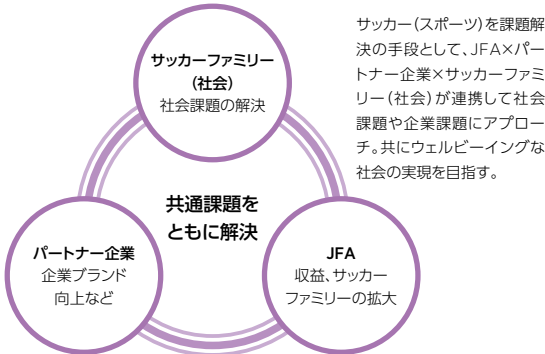 サッカーファミリー
(社会)
社会課題の解決
サッカー(スポーツ)を課題解
決の手段として、JFA×パー
トナー企業×サッカーファミ
リー(社会)が連携して社会
課題や企業課題にアプロー
チ。共にウェルビーイングな
社会の実現を目指す。
共通課題を
ともに解決
パートナー企業
企業ブランド
向上など
JFA
収益、サッカー
ファミリーの拡大